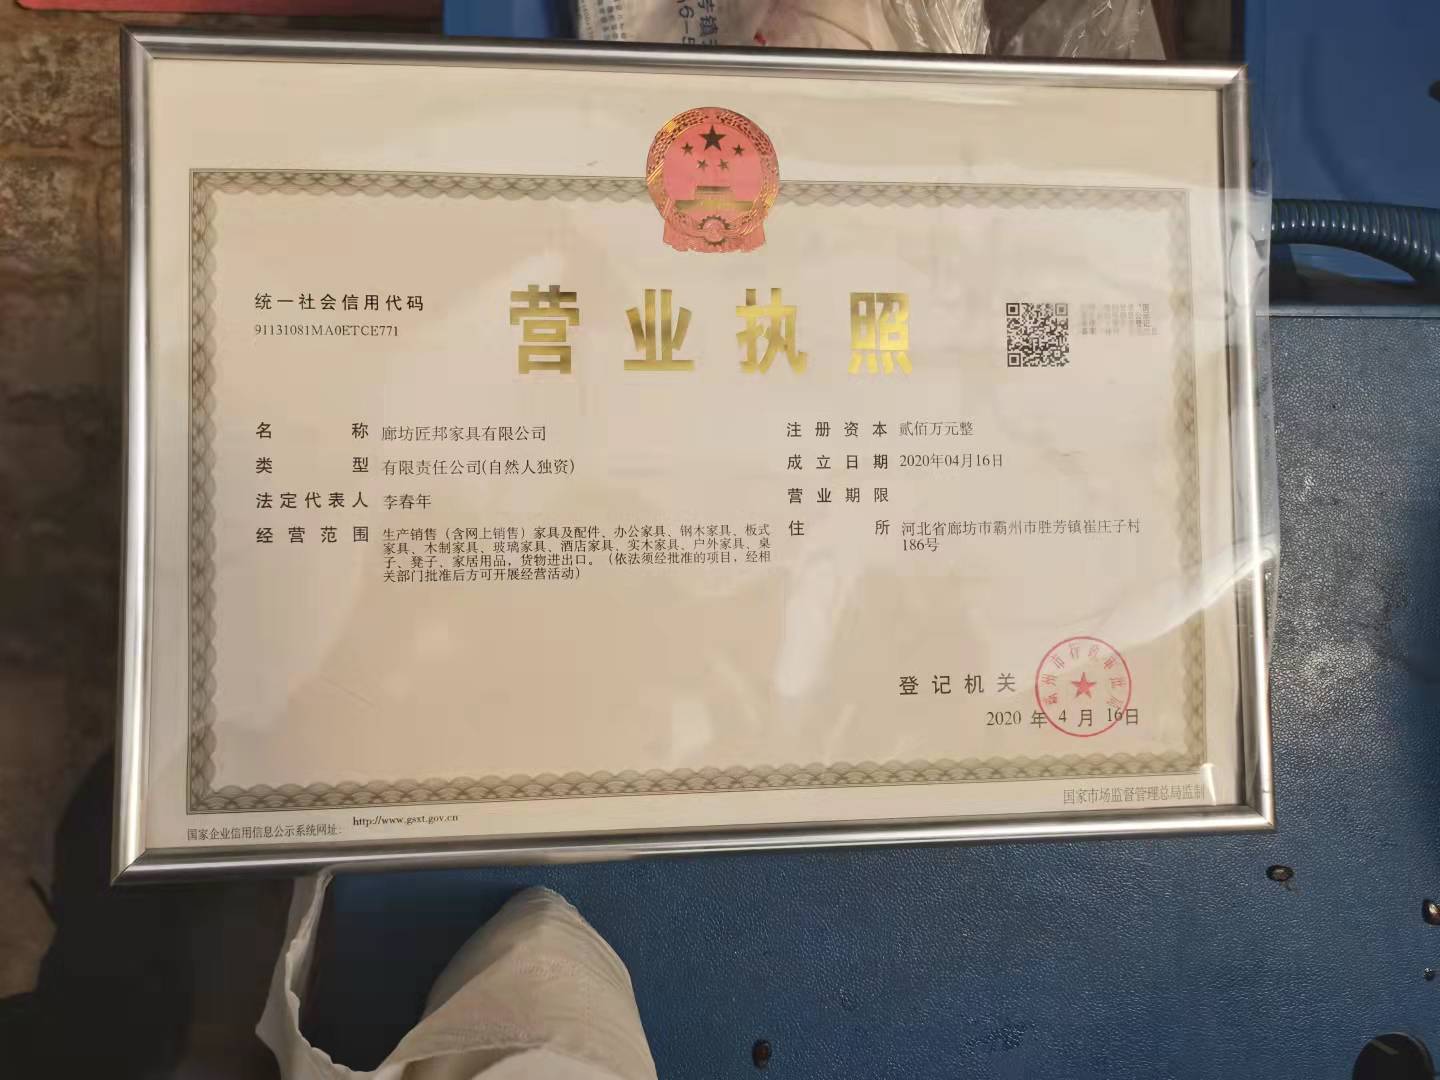 统一社会信用代码
91131081MA0ETCE771
营业执照
名称 廊坊匠邦家具有限公司
类型 有限责任公司(自然人独资)
法定代表人 李春年
经营范围 生产销售（含网上销售）家具及配件、办公家具、钢木家具、板式
家具、木制家具、玻璃家具、酒店家具、实木家具、户外家具、桌
子、凳子、家居用品，货物进出口。（依法须经批准的项目，经相
关部门批准后方可开展经营活动）
注册资本 贰佰万元整
成立日期 2020年04月16日
营业期限
住所 河北省廊坊市霸州市胜芳镇崔庄子村
186号
登记机关
霸州市行政审批局
2020 年 4 月 16日
国家企业信用信息公示系统网址: http://www.gsxt.gov.cn
国家市场监督管理总局监制